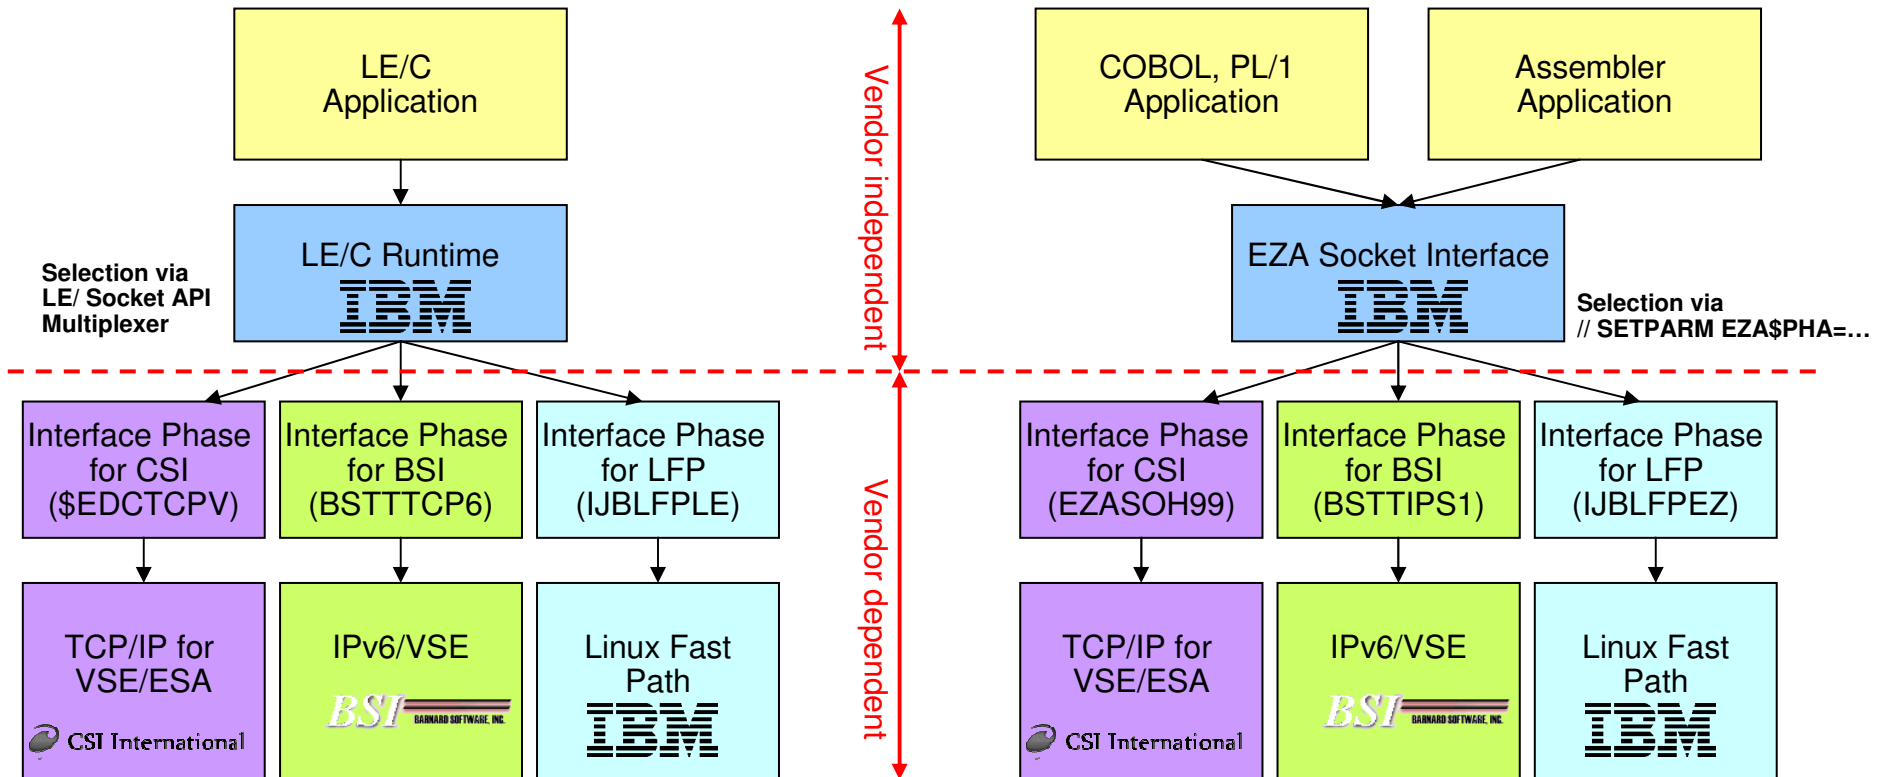 LE/C
Application
LE/C Runtime
IBM
Selection via
LE/ Socket API
Multiplexer
Interface Phase
for CSI
($EDCTCPV)
Interface Phase
for BSI
(BSTTTCP6)
Interface Phase
for LFP
(IJBLFPLE)
TCP/IP for
VSE/ESA
CSI International
IPv6/VSE
BSI
BARNARD SOFTWARE, INC.
Linux Fast
Path
IBM
Vendor independent
Vendor dependent
COBOL, PL/1
Application
Assembler
Application
EZA Socket Interface
IBM
Selection via
// SETPARM EZA$PHA=…
Interface Phase
for CSI
(EZASOH99)
Interface Phase
for BSI
(BSTTIPS1)
Interface Phase
for LFP
(IJBLFPEZ)
TCP/IP for
VSE/ESA
CSI International
IPv6/VSE
BSI
BARNARD SOFTWARE, INC.
Linux Fast
Path
IBM